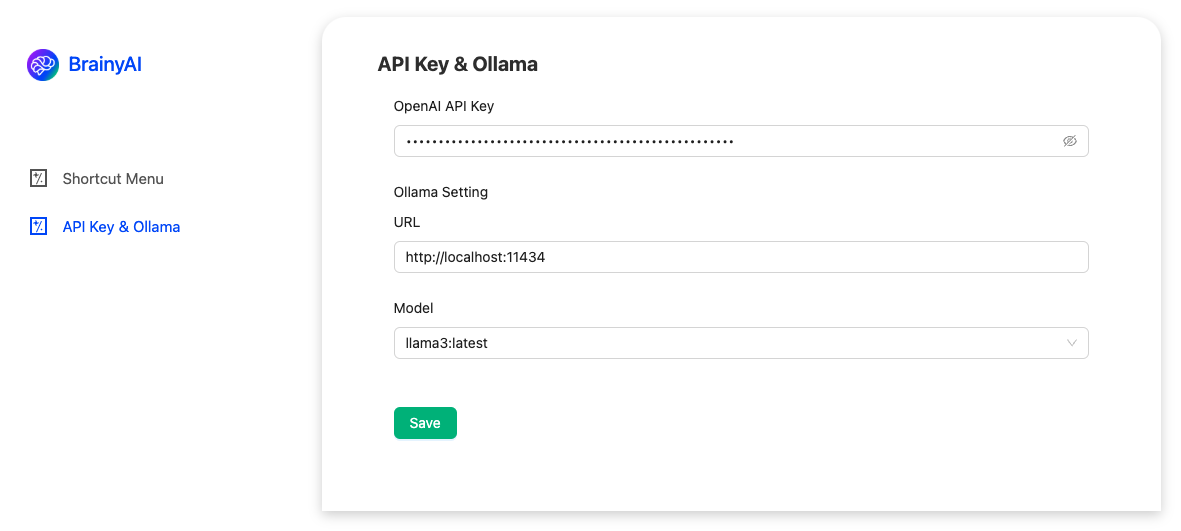 BrainyAI
Shortcut Menu
API Key & Ollama
API Key & Ollama
OpenAI API Key
Ollama Setting
URL
http://localhost:11434
Model
llama3:latest
Save